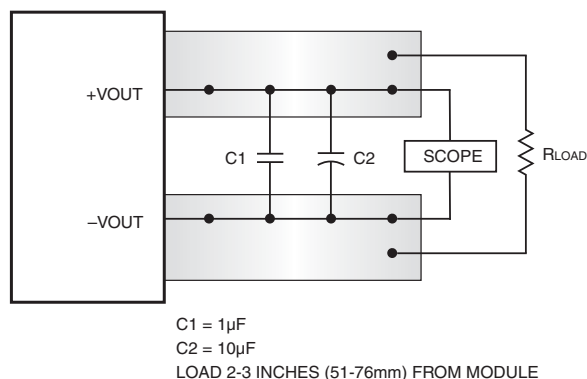 +VOUT
C1
C2
SCOPE
RLOAD
−VOUT
C1 = 1µF
C2 = 10µF
LOAD 2-3 INCHES (51-76mm) FROM MODULE